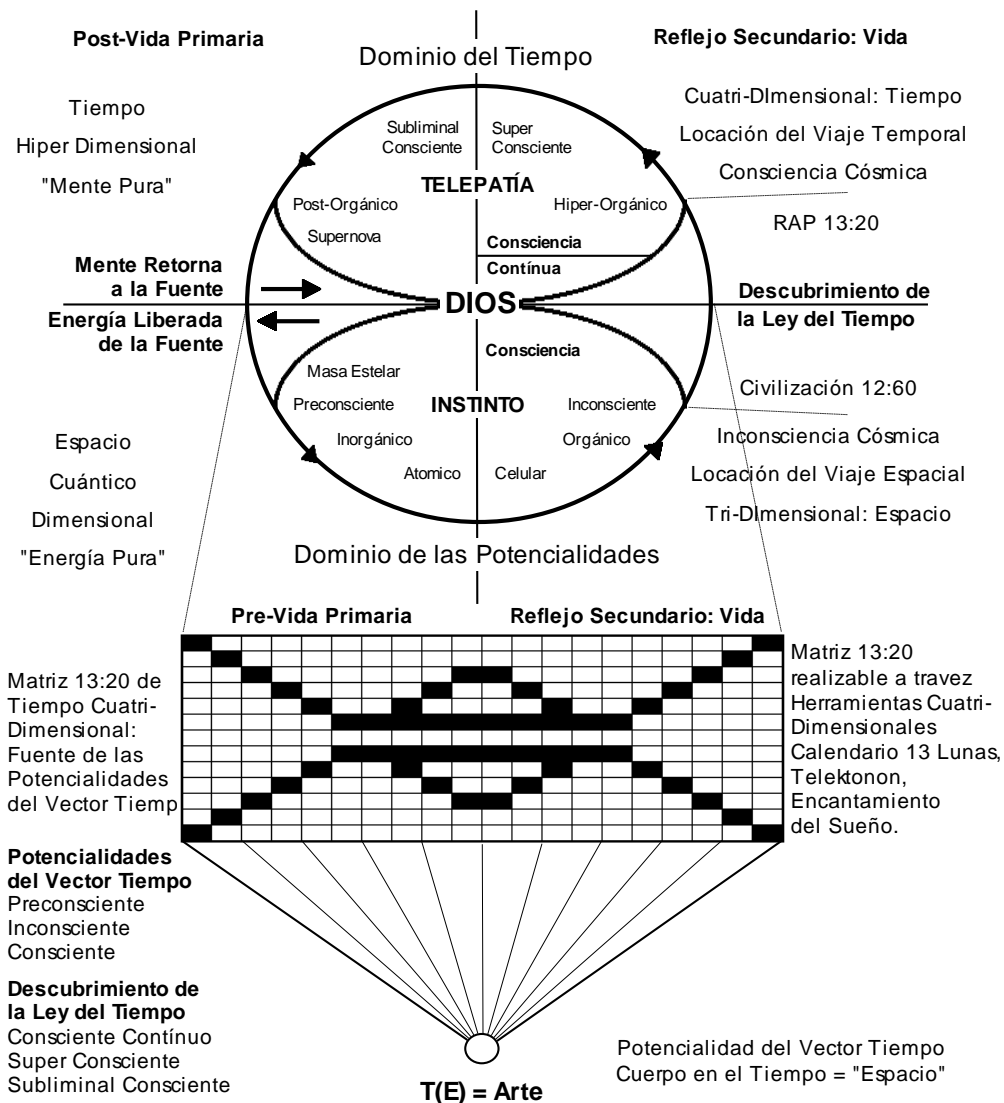 Post-Vida Primaria
Dominio del Tiempo
Reflejo Secundario: Vida
Tiempo
Hiper Dimensional
"Mente Pura"
Cuatri-DImensional: Tiempo
Locación del Viaje Temporal
Consciencia Cósmica
RAP 13:20
Subliminal
Consciente
Super
Consciente
TELEPATÍA
Post-Orgánico
Supernova
Hiper-Orgánico
Consciencia
Contínua
Mente Retorna
a la Fuente
Energía Liberada
de la Fuente
DIOS
Descubrimiento de
la Ley del Tiempo
Consciencia
Masa Estelar
Preconsciente
INSTINTO
Inconsciente
Inorgánico
Orgánico
Atomico
Celular
Espacio
Cuántico
Dimensional
"Energía Pura"
Civilización 12:60
Inconsciencia Cósmica
Locación del Viaje Espacial
Tri-DImensional: Espacio
Dominio de las Potencialidades
Pre-Vida Primaria
Reflejo Secundario: Vida
Matriz 13:20 de
Tiempo Cuatri-
Dimensional:
Fuente de las
Potencialidades
del Vector Tiemp
Matriz 13:20
realizable a travez
Herramientas Cuatri-
Dimensionales
Calendario 13 Lunas,
Telektonon,
Encantamiento
del Sueño.
Potencialidades
del Vector Tiempo
Preconsciente
Inconsciente
Consciente
Descubrimiento de
la Ley del Tiempo
Consciente Contínuo
Super Consciente
Subliminal Consciente
T(E) = Arte
Potencialidad del Vector Tiempo
Cuerpo en el Tiempo = "Espacio"